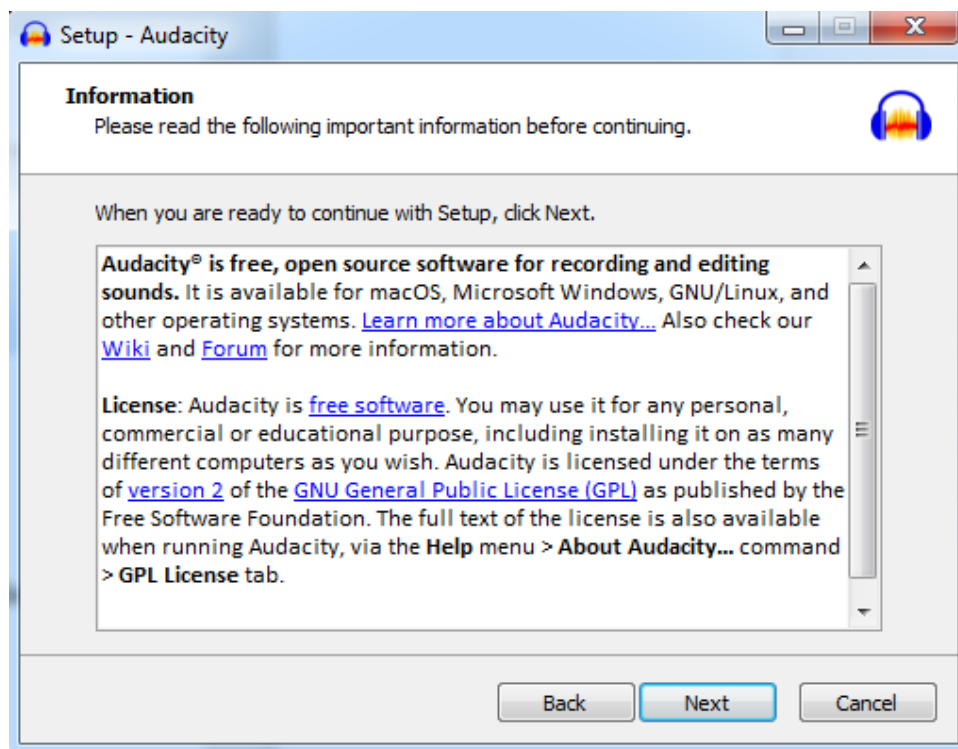 Setup - Audacity
Information
Please read the following important information before continuing.
When you are ready to continue with Setup, click Next.
Audacity® is free, open source software for recording and editing
sounds. It is available for macOS, Microsoft Windows, GNU/Linux, and
other operating systems. Learn more about Audacity... Also check our
Wiki and Forum for more information.
License: Audacity is free software. You may use it for any personal,
commercial or educational purpose, including installing it on as many
different computers as you wish. Audacity is licensed under the terms
of version 2 of the GNU General Public License (GPL) as published by the
Free Software Foundation. The full text of the license is also available
when running Audacity, via the Help menu > About Audacity... command
> GPL License tab.
Back Next Cancel